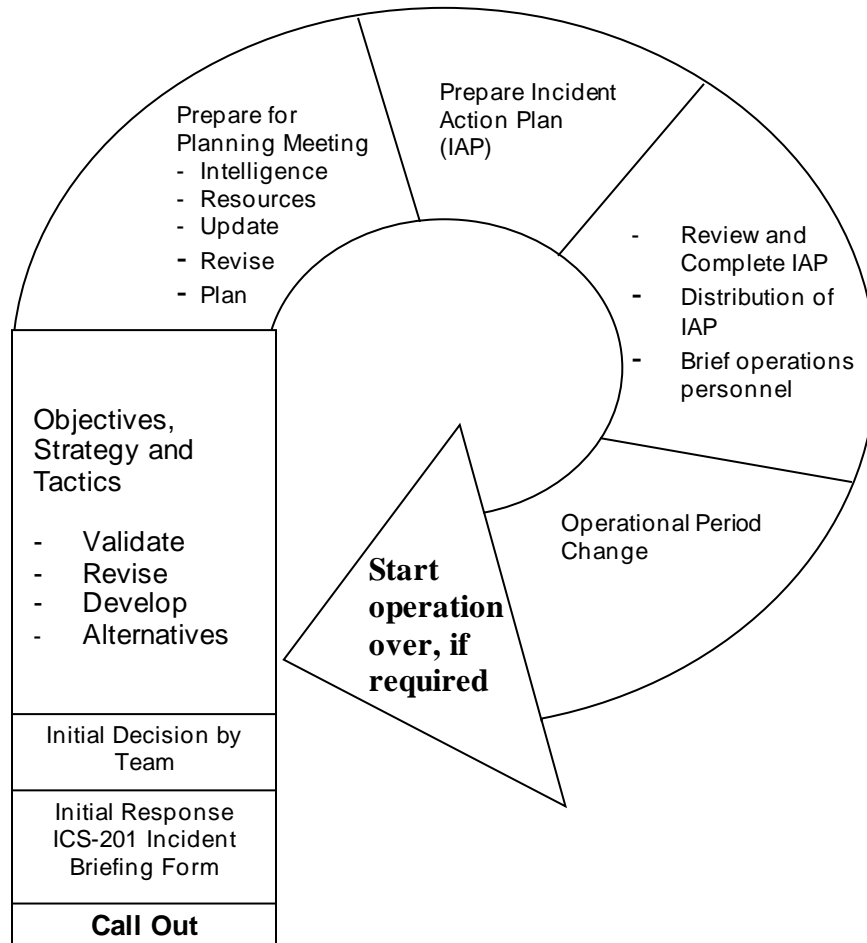 Prepare for
Planning Meeting
- Intelligence
- Resources
- Update
- Revise
- Plan
Prepare Incident
Action Plan
(IAP)
- Review and
Complete IAP
- Distribution of
IAP
- Brief operations
personnel
Operational Period
Change
Start
operation
over, if
required
Objectives,
Strategy and
Tactics
- Validate
- Revise
- Develop
- Alternatives
Initial Decision by
Team
Initial Response
ICS-201 Incident
Briefing Form
Call Out